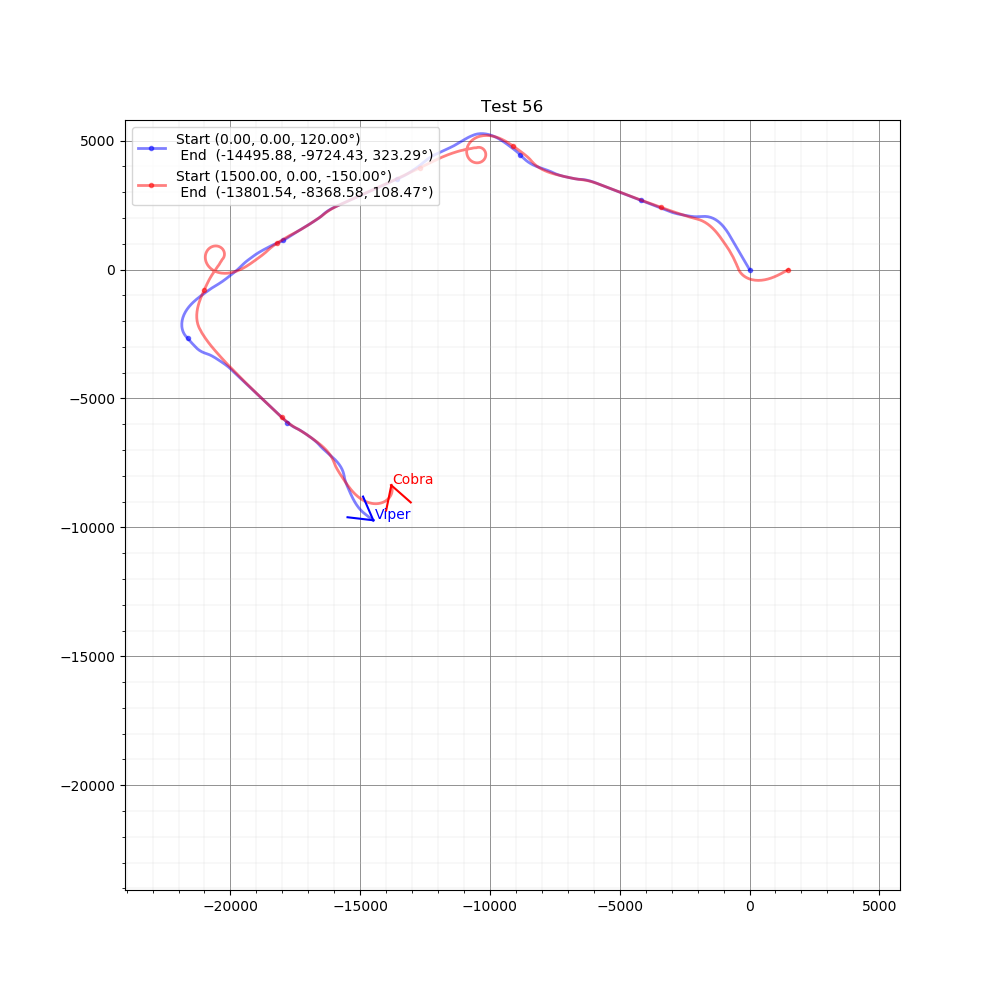 Test 56
Start (0.00, 0.00, 120.00°)
End (-14495.88, -9724.43, 323.29°)
Start (1500.00, 0.00, -150.00°)
End (-13801.54, -8368.58, 108.47°)
5000
0
−5000
−10000
−15000
−20000
Cobra
Viper
−20000 −15000 −10000 −5000 0 5000